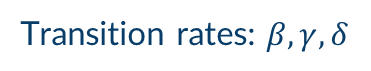 Transition rates: β, γ, δ